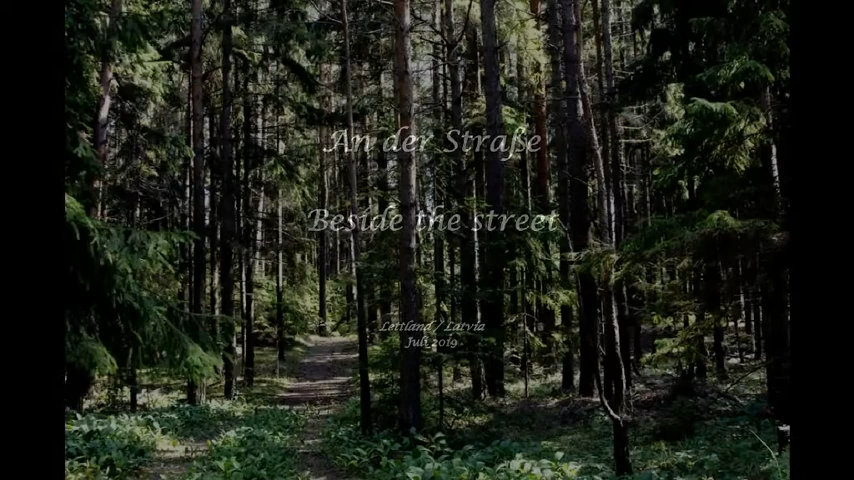 An der Straße
Beside the street
Lettland / Latvia
Juli 2019